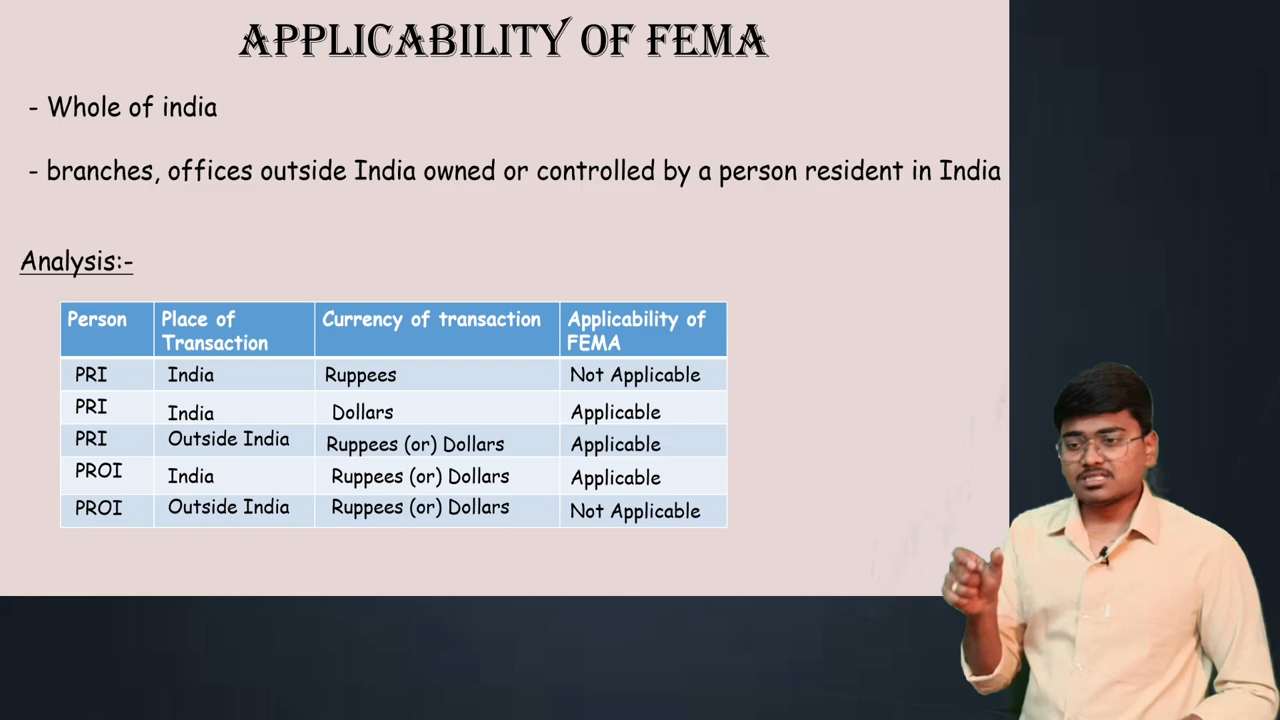 APPLICABILITY OF FEMA
- Whole of india
- branches, offices outside India owned or controlled by a person resident in India
Analysis:-
Person Place of Transaction Currency of transaction Applicability of FEMA
PRI India Ruppees Not Applicable
PRI India Dollars Applicable
PRI Outside India Ruppees (or) Dollars Applicable
PROI India Ruppees (or) Dollars Applicable
PROI Outside India Ruppees (or) Dollars Not Applicable